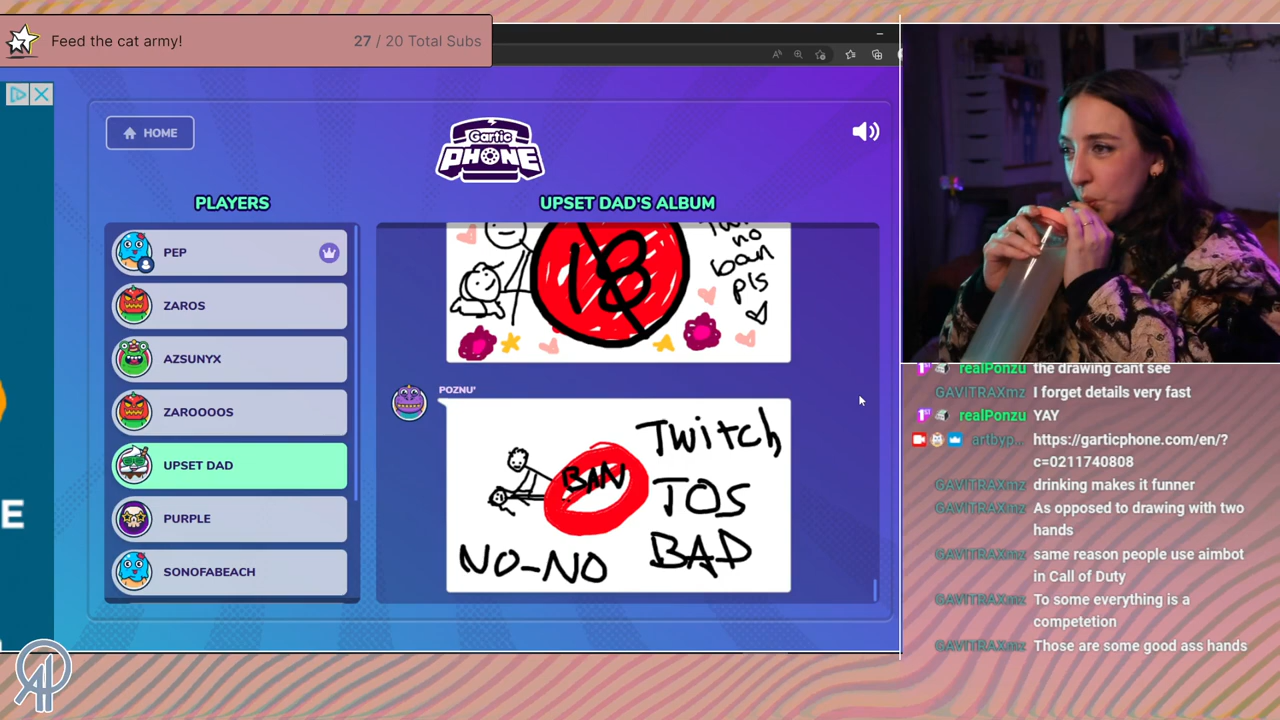 Feed the cat army!
27 / 20 Total Subs
HOME
Gartic
PHONE
PLAYERS
UPSET DAD'S ALBUM
PEP
ZAROS
AZSUNYX
ZAROOOOS
UPSET DAD
PURPLE
SONOFABEACH
18
no
ban
pls
POZNU'
BAN
Twitch
TOS
BAD
NO-NO
E
realPonzu the drawing cant see
GAVITRAXmz I forget details very fast
realPonzu YAY
artbyp... https://garticphone.com/en/?
c=0211740808
GAVITRAXmz drinking makes it funner
GAVITRAXmz As opposed to drawing with two
hands
GAVITRAXmz same reason people use aimbot
in Call of Duty
GAVITRAXmz To some everything is a
competetion
GAVITRAXmz Those are some good ass hands